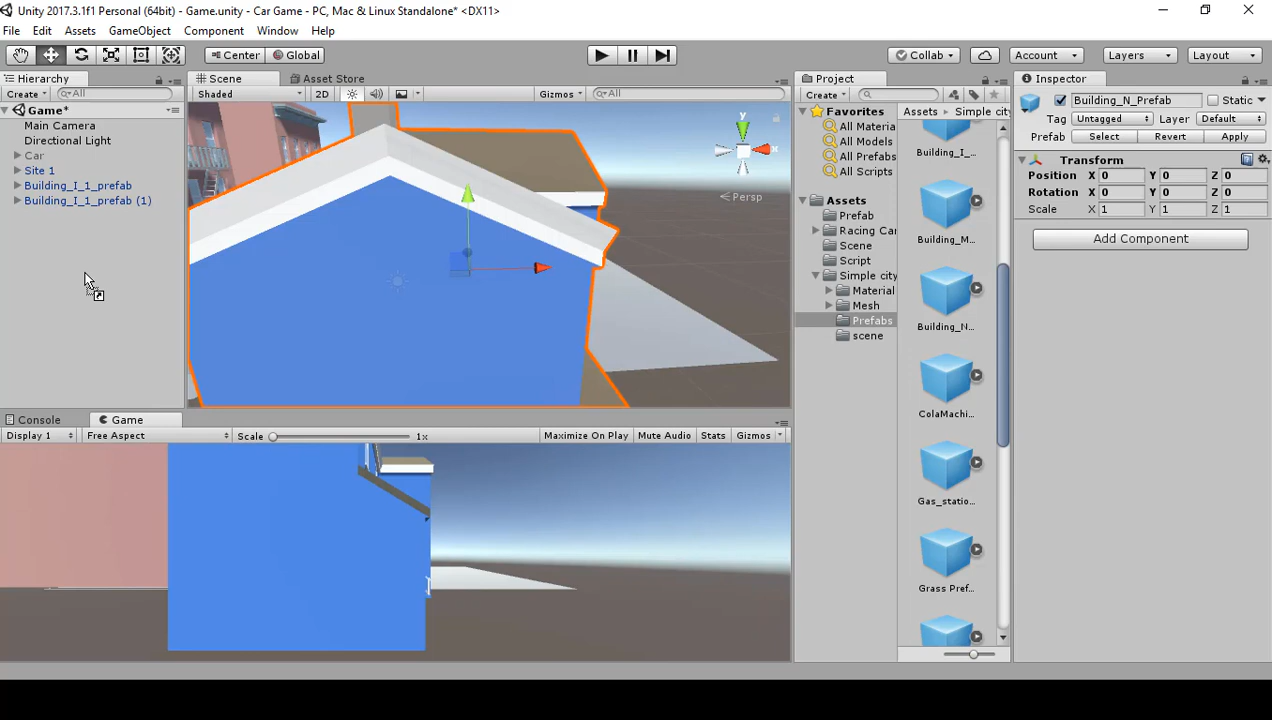 Unity 2017.3.1f1 Personal (64bit) - Game.unity - Car Game - PC, Mac & Linux Standalone* <DX11>
File Edit Assets GameObject Component Window Help
Center Global Collab Account Layers Layout
Hierarchy
Create All
Game*
Main Camera
Directional Light
Car
Site 1
Building_I_1_prefab
Building_I_1_prefab (1)
Scene Asset Store
Shaded 2D Gizmos All
y
x
Persp
Console Game
Display 1 Free Aspect Scale 1x Maximize On Play Mute Audio Stats Gizmos
Project
Create
Favorites
All Materia
All Models
All Prefabs
All Scripts
Assets
Prefab
Racing Car
Scene
Script
Simple city
Material
Mesh
Prefabs
scene
Assets Simple city
Building_I_...
Building_M...
Building_N...
ColaMachi...
Gas_statio...
Grass Pref...
Inspector
Building_N_Prefab Static
Tag Untagged Layer Default
Prefab Select Revert Apply
Transform
Position X 0 Y 0 Z 0
Rotation X 0 Y 0 Z 0
Scale X 1 Y 1 Z 1
Add Component